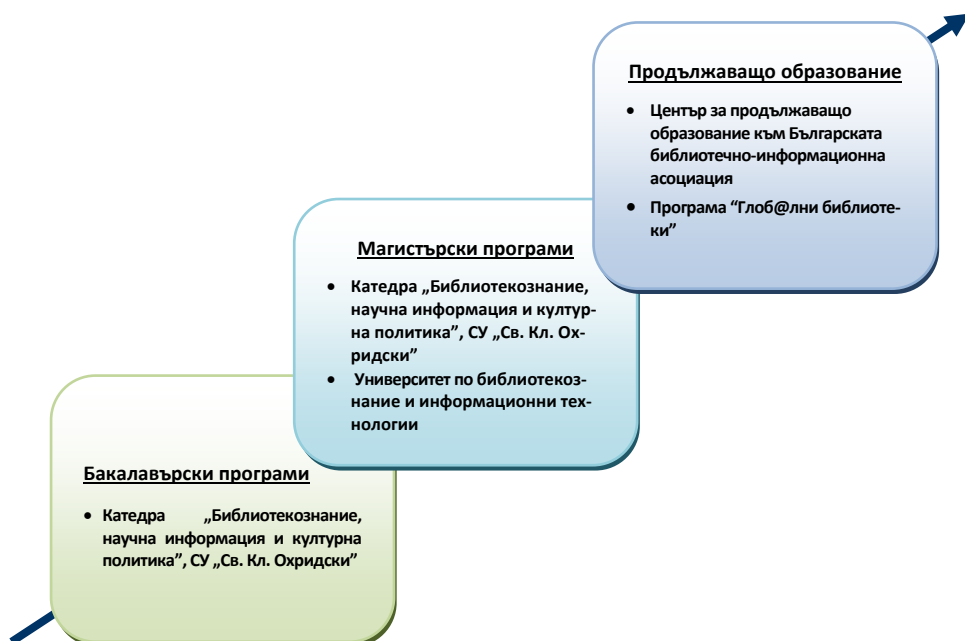 Продължаващо образование
• Център за продължаващо
образование към Българската
библиотечно-информационна
асоциация
• Програма “Глоб@лни библиоте-
ки”
Магистърски програми
• Катедра „Библиотекознание,
научна информация и култур-
на политика”, СУ „Св. Кл. Ох-
ридски”
• Университет по библиотекоз-
нание и информационни тех-
нологии
Бакалавърски програми
• Катедра „Библиотекознание,
научна информация и културна
политика”, СУ „Св. Кл. Охридски”